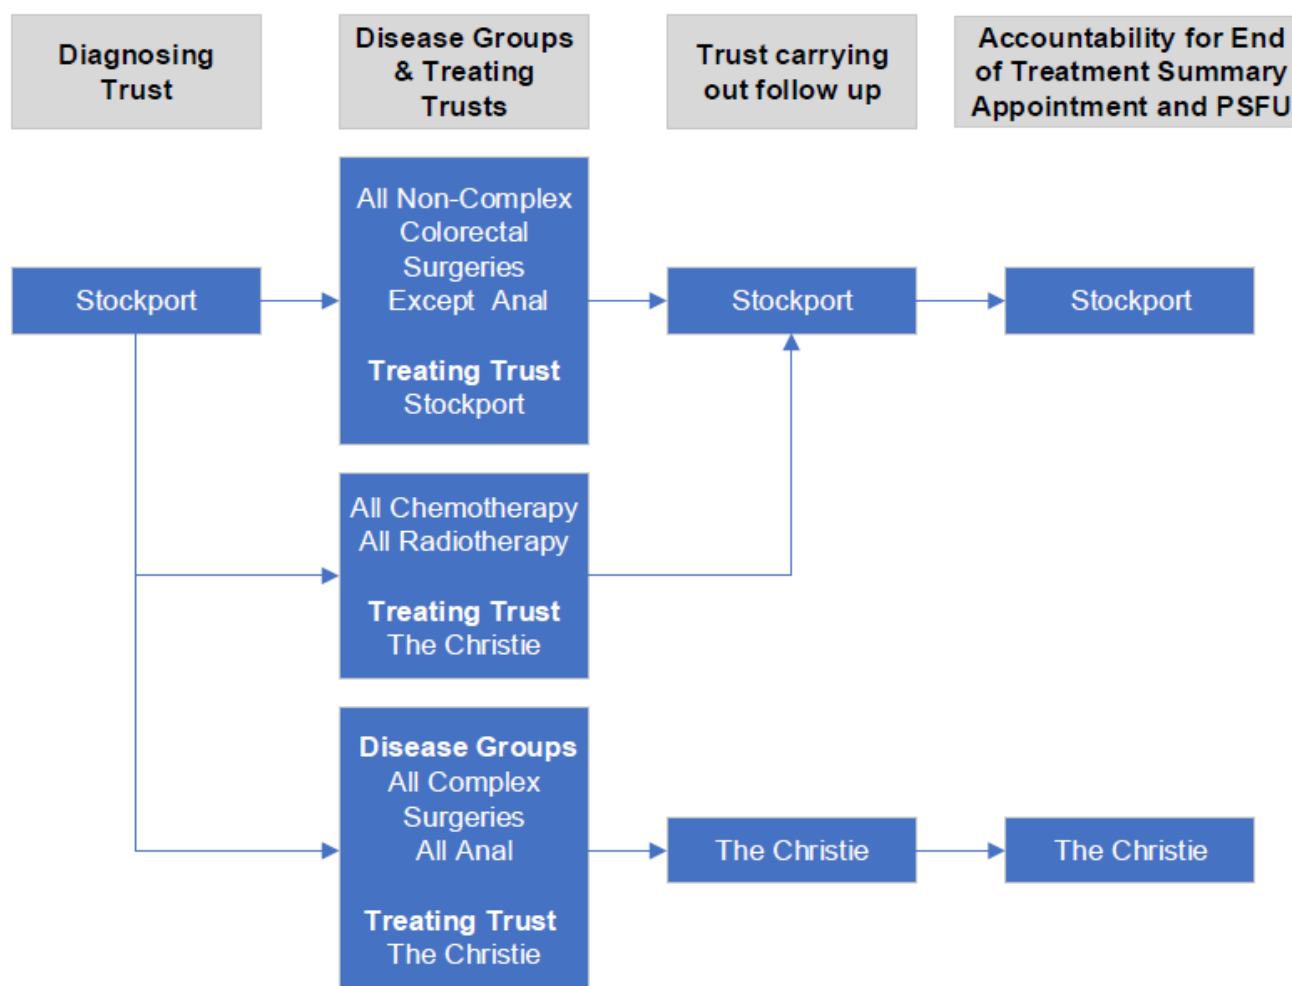 Diagnosing
Trust
Disease Groups
& Treating
Trusts
Trust carrying
out follow up
Accountability for End
of Treatment Summary
Appointment and PSFU
Stockport
All Non-Complex
Colorectal
Surgeries
Except Anal
Treating Trust
Stockport
Stockport
Stockport
All Chemotherapy
All Radiotherapy
Treating Trust
The Christie
Disease Groups
All Complex
Surgeries
All Anal
Treating Trust
The Christie
The Christie
The Christie